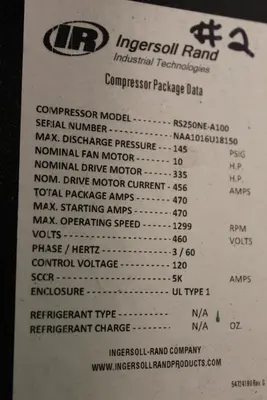 #2
IR Ingersoll Rand
Industrial Technologies
Compressor Package Data
COMPRESSOR MODEL - - - - RS250NE-A100
SERIAL NUMBER - - - - - - - NAA1016U18150
MAX. DISCHARGE PRESSURE - 145 PSIG
NOMINAL FAN MOTOR - - - - 10 H.P.
NOMINAL DRIVE MOTOR - - - 335 H.P.
NOM. DRIVE MOTOR CURRENT - 456 AMPS
TOTAL PACKAGE AMPS - - - - 470
MAX. STARTING AMPS - - - - 470
MAX. OPERATING SPEED - - - 1299 RPM
VOLTS - - - - - - - - - - - - 460 VOLTS
PHASE / HERTZ - - - - - - - - 3 / 60
CONTROL VOLTAGE - - - - - - 120
SCCR - - - - - - - - - - - - - 5K AMPS
ENCLOSURE - - - - - - - - - - UL TYPE 1
REFRIGERANT TYPE - - - - - - N/A
REFRIGERANT CHARGE - - - - - N/A OZ.
INGERSOLL-RAND COMPANY
WWW.INGERSOLLRANDPRODUCTS.COM